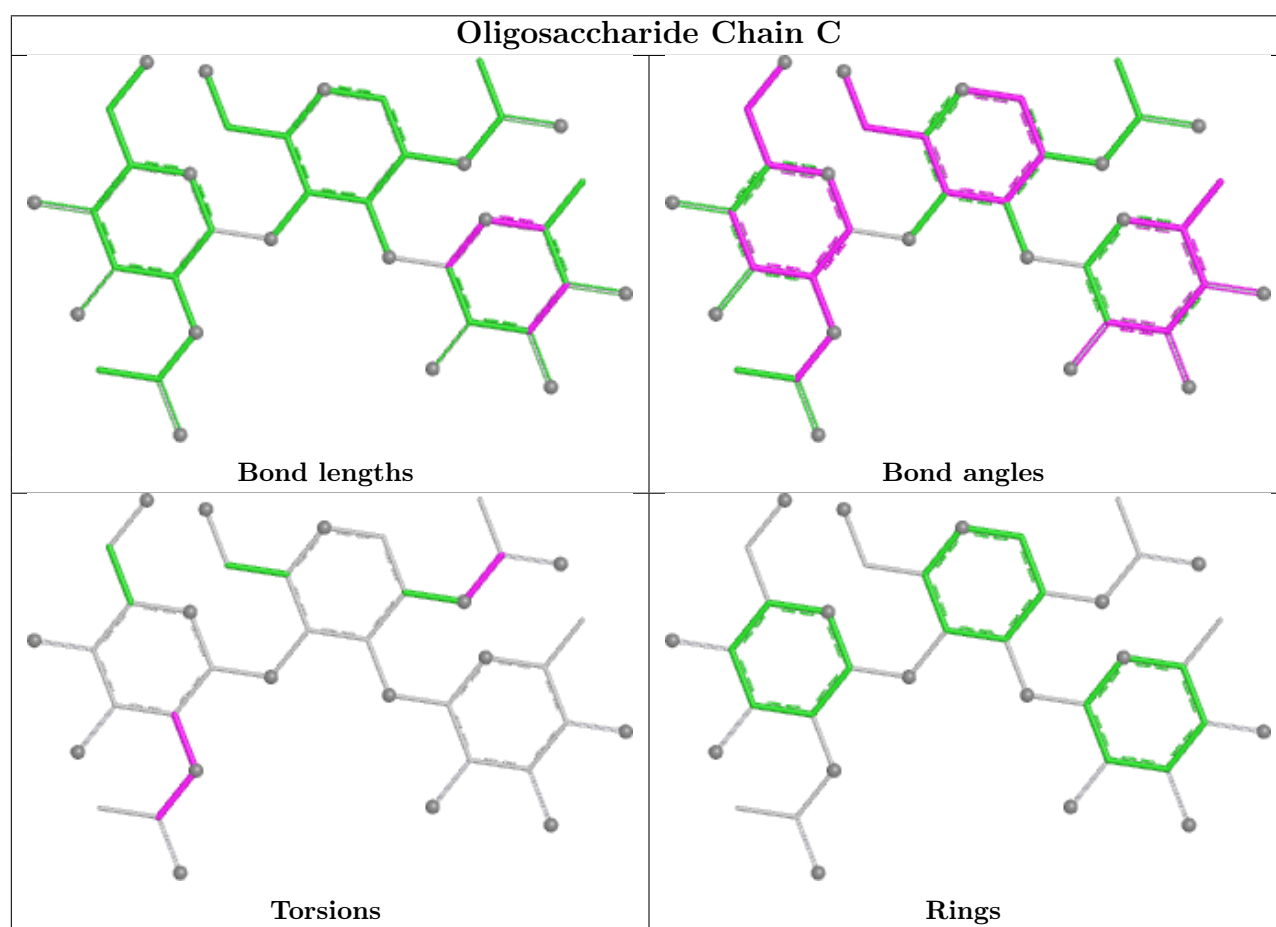 Oligosaccharide Chain C
Bond lengths
Bond angles
Torsions
Rings